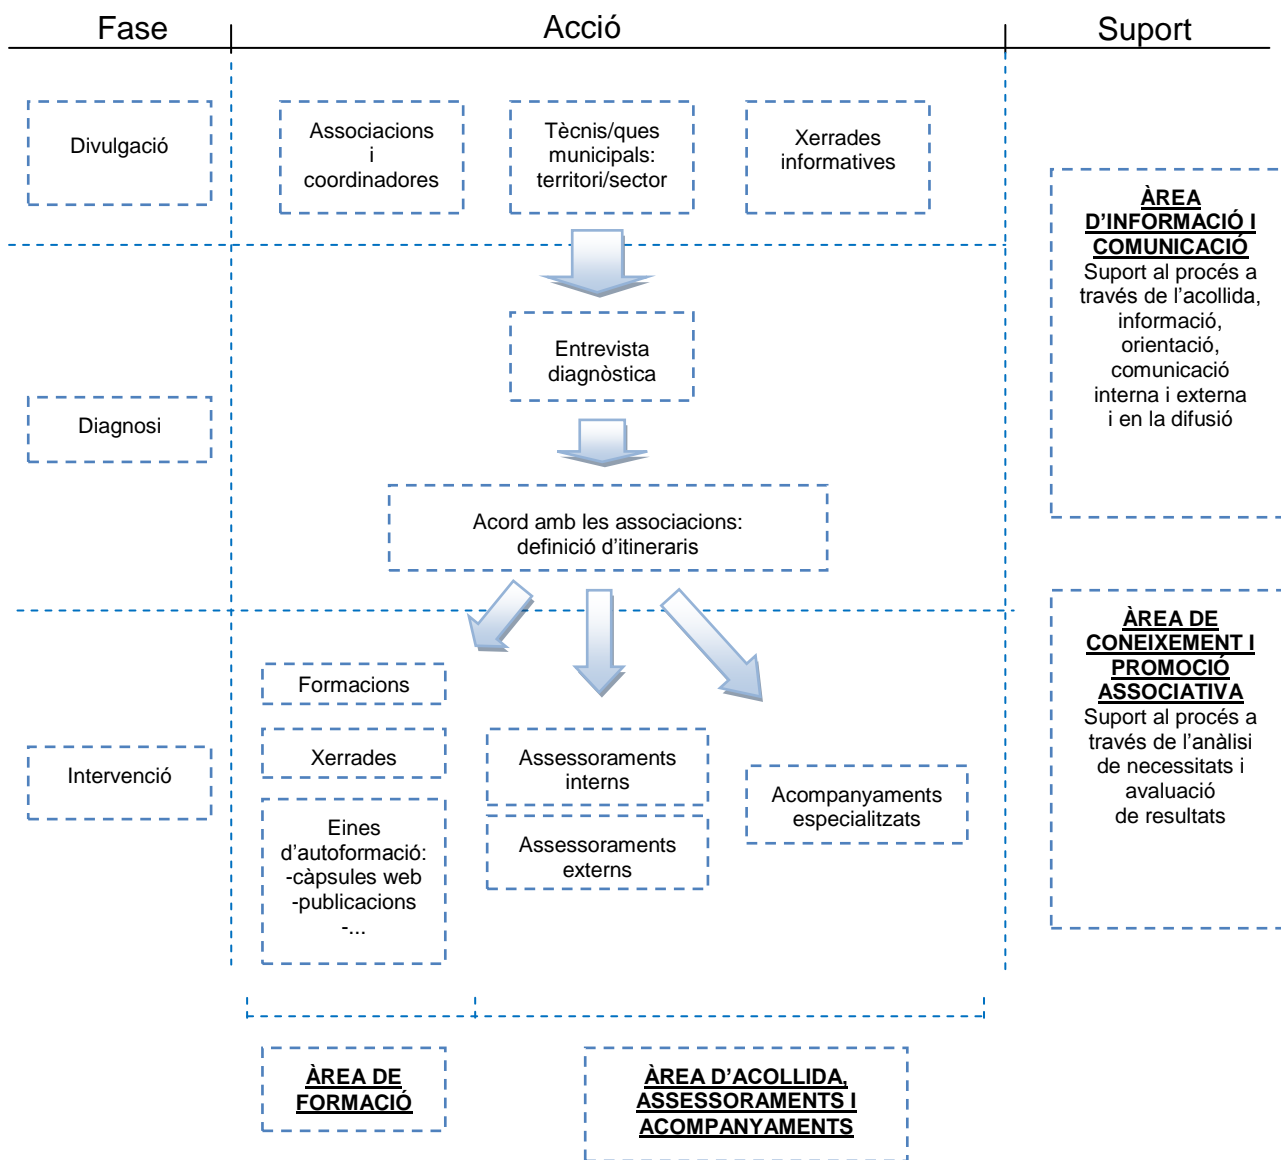 Fase
Acció
Suport
Divulgació
Associacions
i
coordinadores
Tècnis/ques
municipals:
territori/sector
Xerrades
informatives
ÀREA
D’INFORMACIÓ I
COMUNICACIÓ
Suport al procés a
través de l’acollida,
informació,
orientació,
comunicació
interna i externa
i en la difusió
Diagnosi
Entrevista
diagnòstica
Acord amb les associacions:
definició d’itineraris
Intervenció
Formacions
Xerrades
Eines
d’autoformació:
-càpsules web
-publicacions
-...
Assessoraments
interns
Assessoraments
externs
Acompanyaments
especialitzats
ÀREA DE
CONEIXEMENT I
PROMOCIÓ
ASSOCIATIVA
Suport al procés a
través de l’anàlisi
de necessitats i
avaluació
de resultats
ÀREA DE
FORMACIÓ
ÀREA D’ACOLLIDA,
ASSESSORAMENTS I
ACOMPANYAMENTS